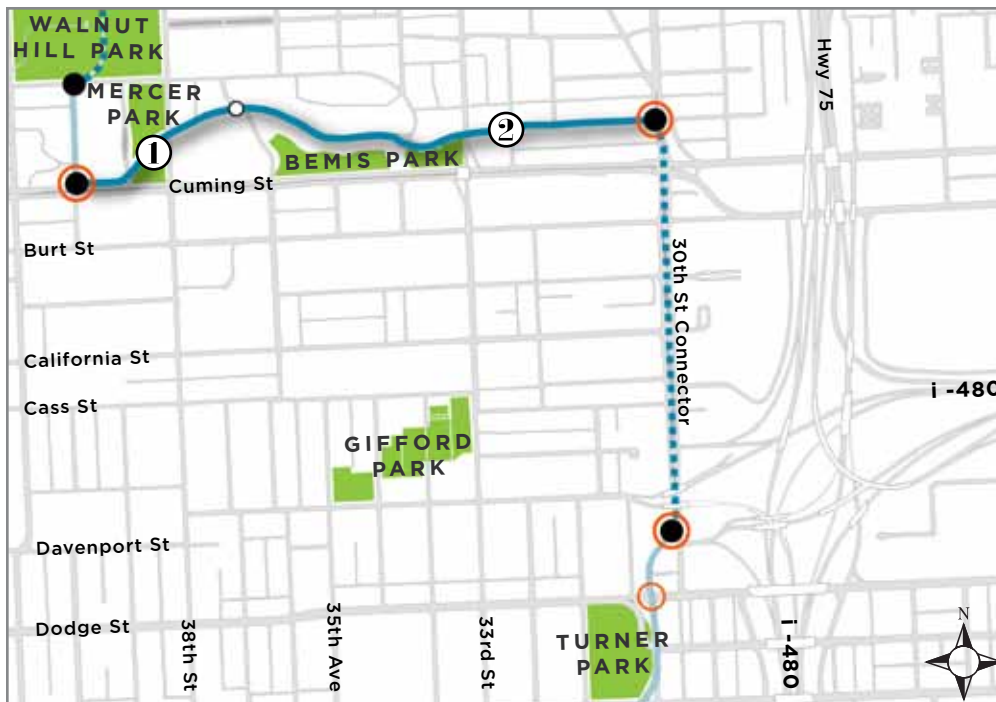 WALNUT
HILL PARK
MERCER
PARK
1
2
BEMIS PARK
Cuming St
Hwy 75
Burt St
30th St Connector
California St
Cass St
i -480
GIFFORD
PARK
Davenport St
Dodge St
38th St
35th Ave
33rd St
TURNER
PARK
i -480
N